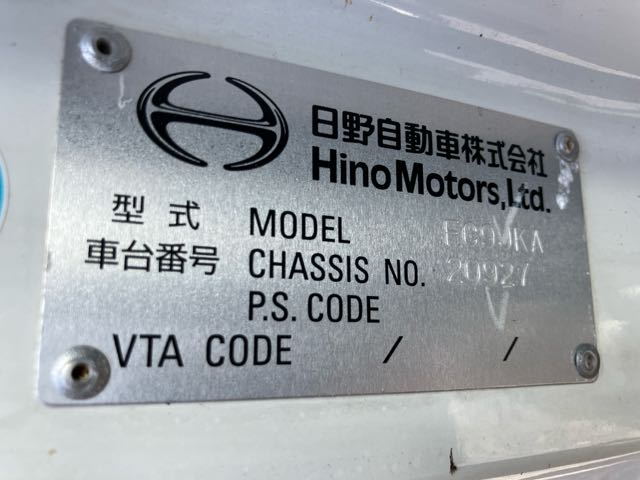 日野自動車株式会社
Hino Motors, Ltd.
型式 MODEL
車台番号 CHASSIS NO. 20927
P.S. CODE
VTA CODE / /